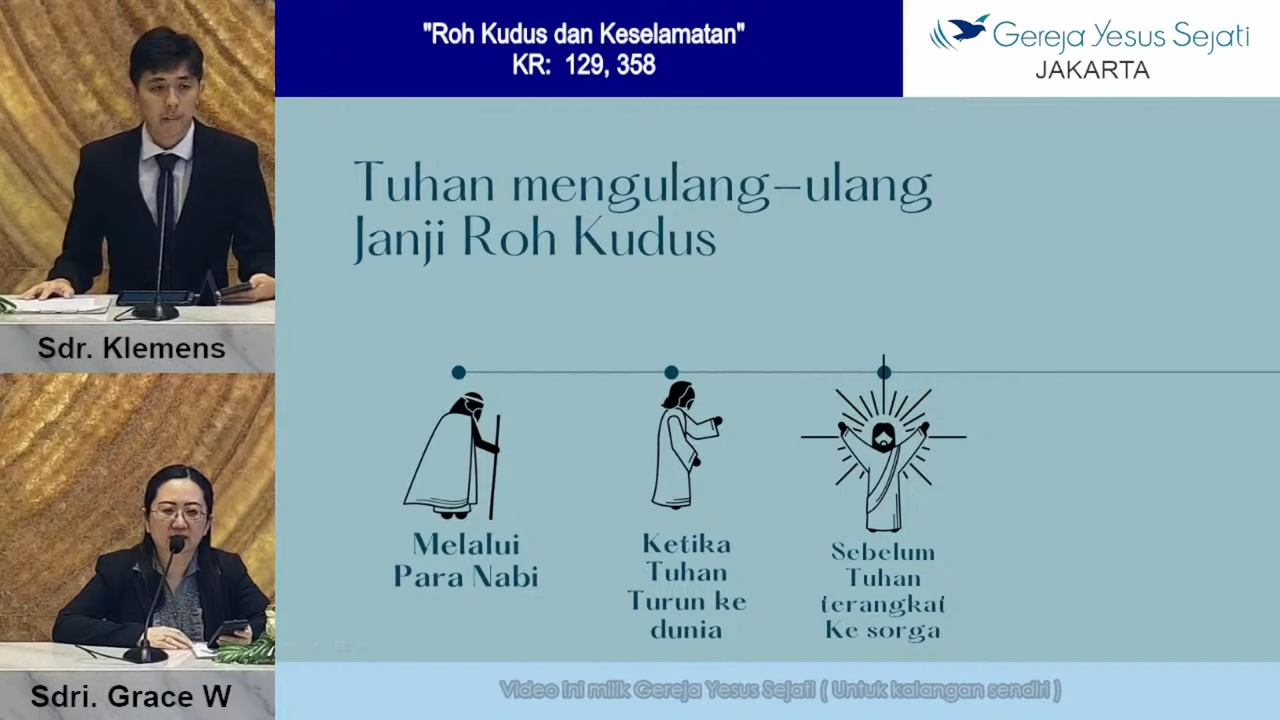 "Roh Kudus dan Keselamatan"
KR: 129, 358
Gereja Yesus Sejati
JAKARTA
Tuhan mengulang-ulang
Janji Roh Kudus
Sdr. Klemens
Melalui
Para Nabi
Ketika
Tuhan
Turun ke
dunia
Sebelum
Tuhan
terangkat
Ke sorga
Sdri. Grace W
Video ini milik Gereja Yesus Sejati ( Untuk kalangan sendiri )